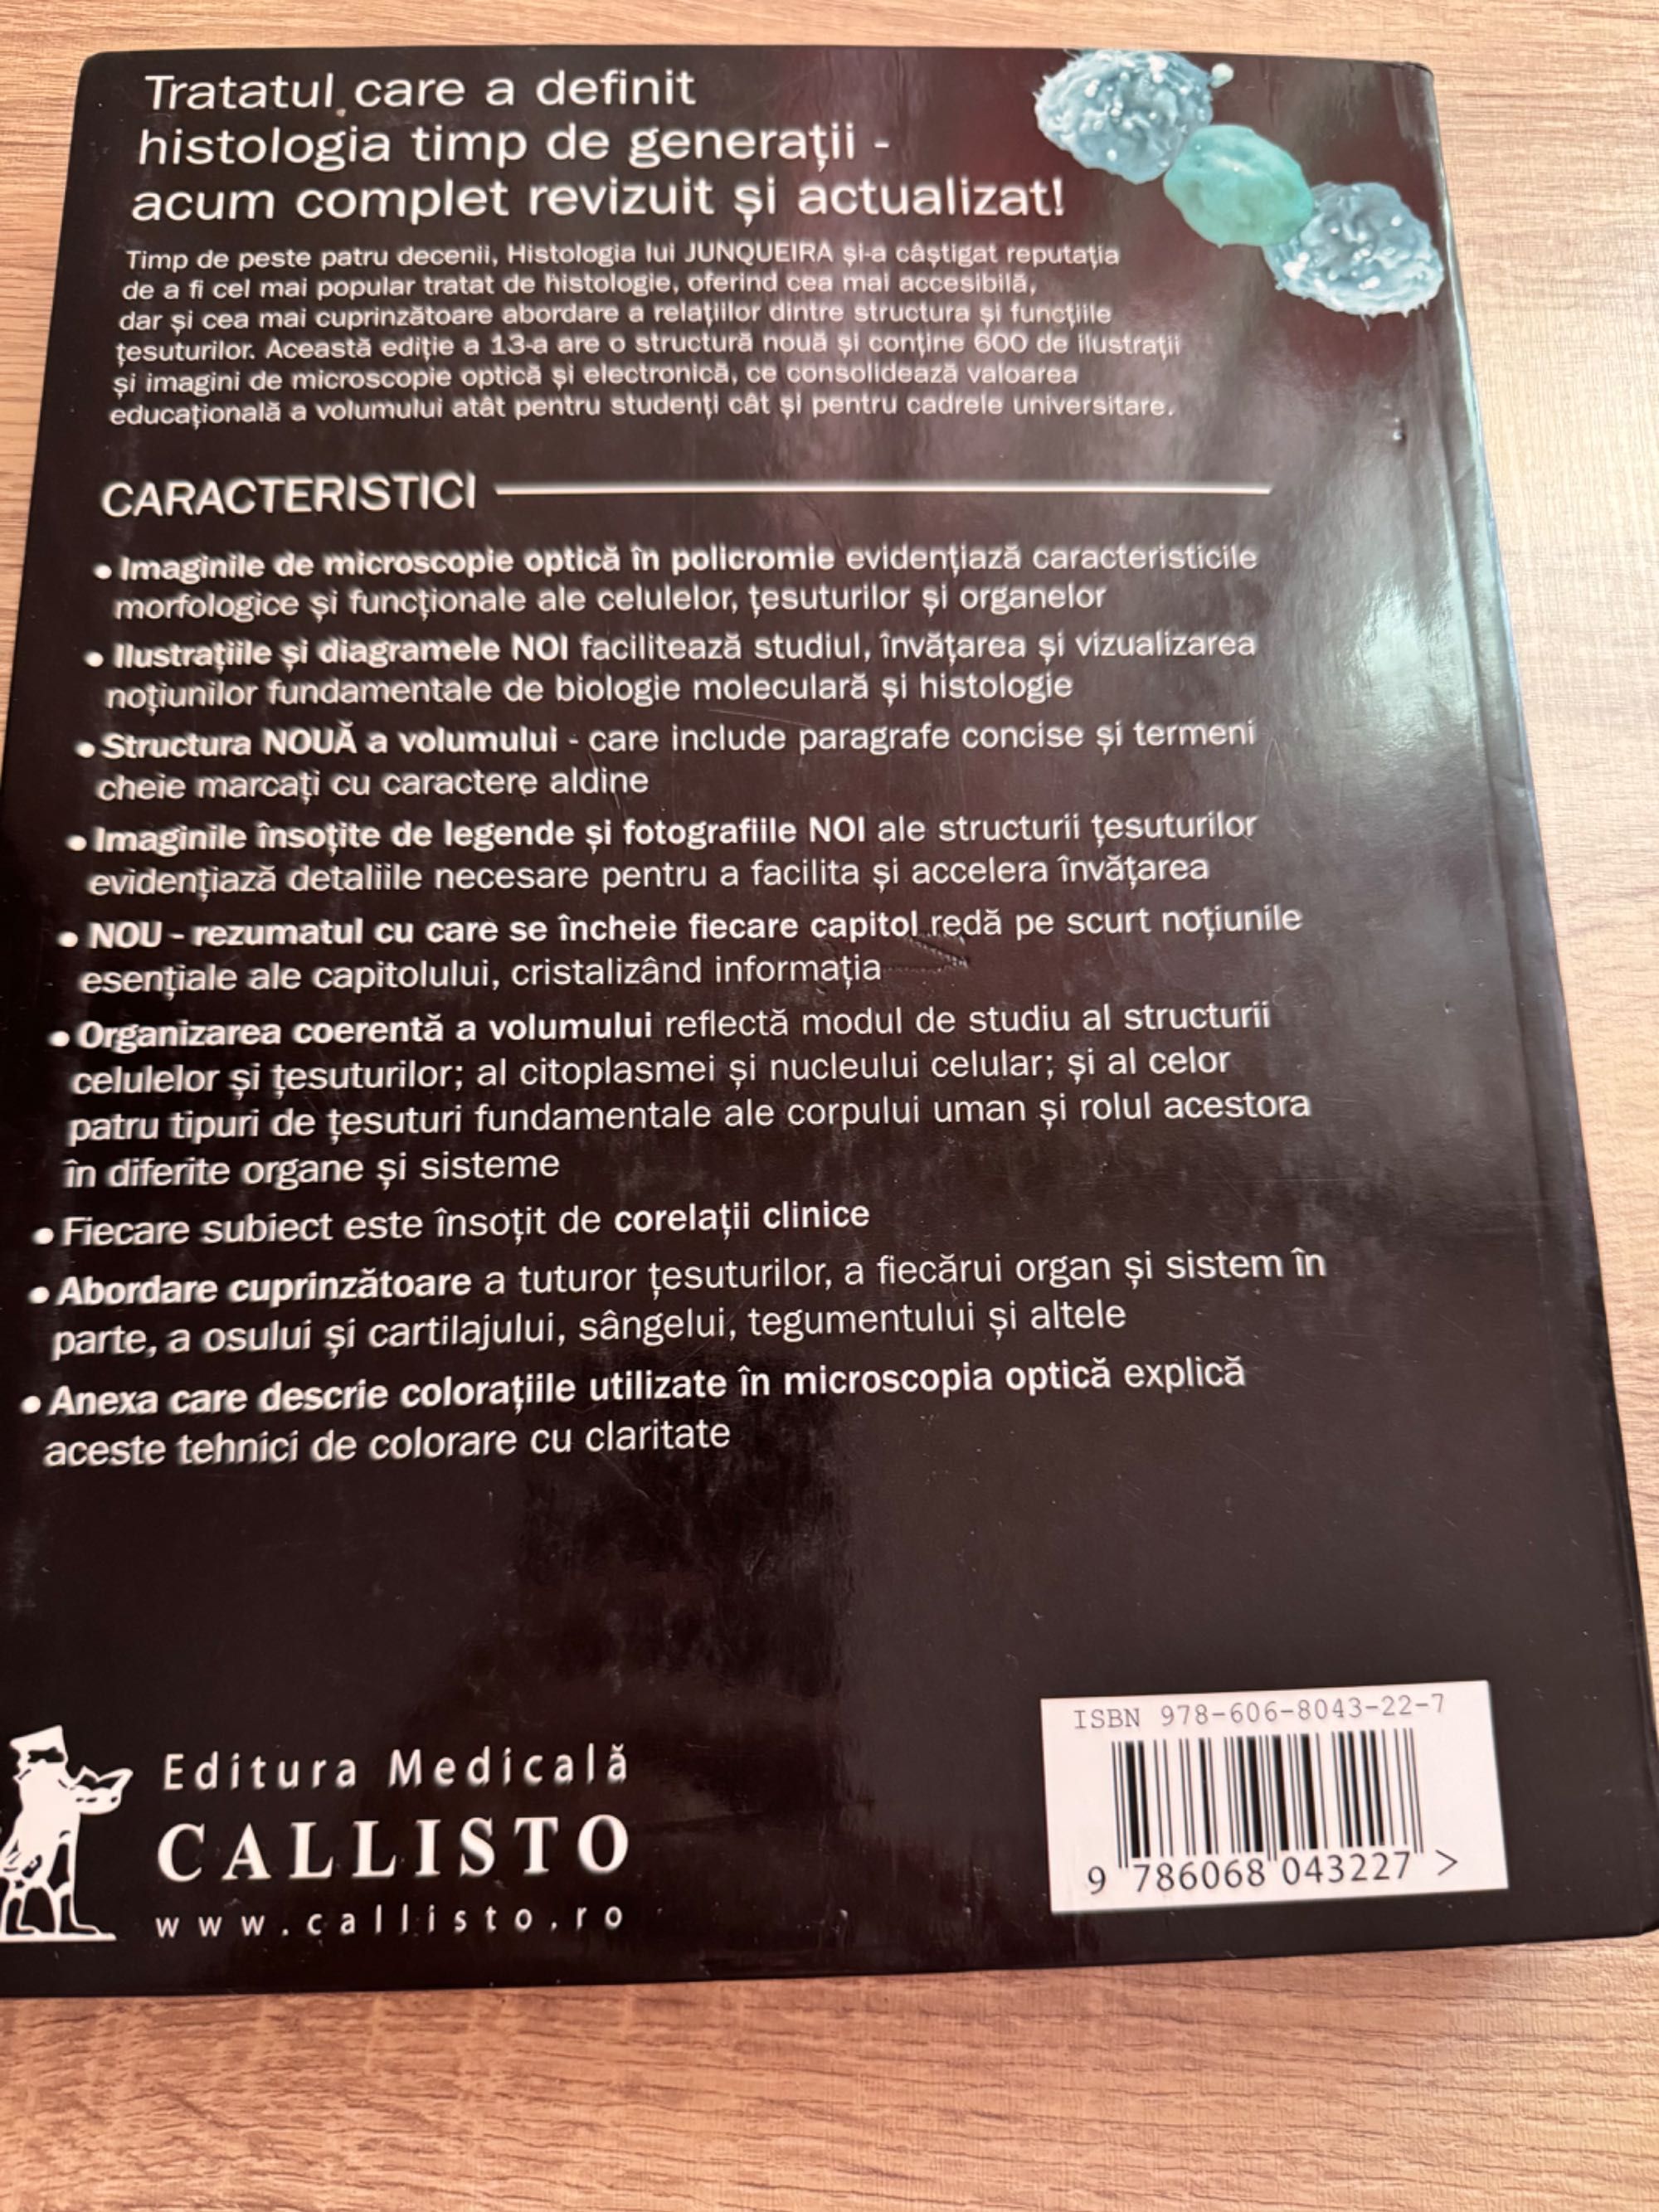 Tratatul care a definit
histologia timp de generații -
acum complet revizuit și actualizat!
Timp de peste patru decenii, Histologia lui JUNQUEIRA și-a câștigat reputația
de a fi cel mai popular tratat de histologie, oferind cea mai accesibilă,
dar și cea mai cuprinzătoare abordare a relațiilor dintre structura și funcțiile
țesuturilor. Această ediție a 13-a are o structură nouă și conține 600 de ilustrații
și imagini de microscopie optică și electronică, ce consolidează valoarea
educațională a volumului atât pentru studenți cât și pentru cadrele universitare.
CARACTERISTICI
• Imaginile de microscopie optică în policromie evidențiază caracteristicile
morfologice și funcționale ale celulelor, țesuturilor și organelor
• Ilustrațiile și diagramele NOI facilitează studiul, învățarea și vizualizarea
noțiunilor fundamentale de biologie moleculară și histologie
• Structura NOUĂ a volumului - care include paragrafe concise și termeni
cheie marcați cu caractere aldine
• Imaginile însoțite de legende și fotografiile NOI ale structurii țesuturilor
evidențiază detaliile necesare pentru a facilita și accelera învățarea
• NOU - rezumatul cu care se încheie fiecare capitol redă pe scurt noțiunile
esențiale ale capitolului, cristalizând informația
• Organizarea coerentă a volumului reflectă modul de studiu al structurii
celulelor și țesuturilor; al citoplasmei și nucleului celular; și al celor
patru tipuri de țesuturi fundamentale ale corpului uman și rolul acestora
în diferite organe și sisteme
• Fiecare subiect este însoțit de corelații clinice
• Abordare cuprinzătoare a tuturor țesuturilor, a fiecărui organ și sistem în
parte, a osului și cartilajului, sângelui, tegumentului și altele
• Anexa care descrie colorațiile utilizate în microscopia optică explică
aceste tehnici de colorare cu claritate
Editura Medicală
CALLISTO
www.callisto.ro
ISBN 978-606-8043-22-7
9 786068 043227 >